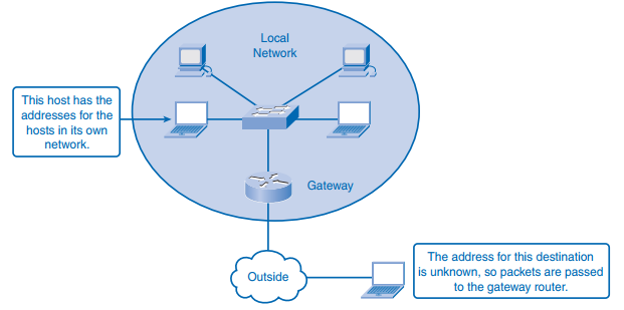 Local
Network
This host has the
addresses for the
hosts in its own
network.
Gateway
Outside
The address for this destination
is unknown, so packets are passed
to the gateway router.